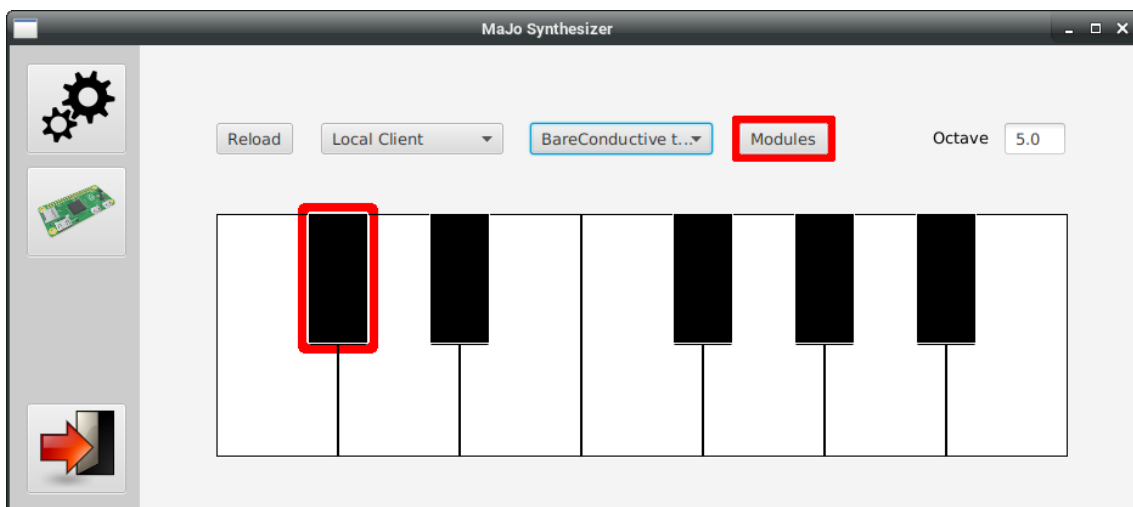 MaJo Synthesizer
Reload Local Client BareConductive t... Modules Octave 5.0